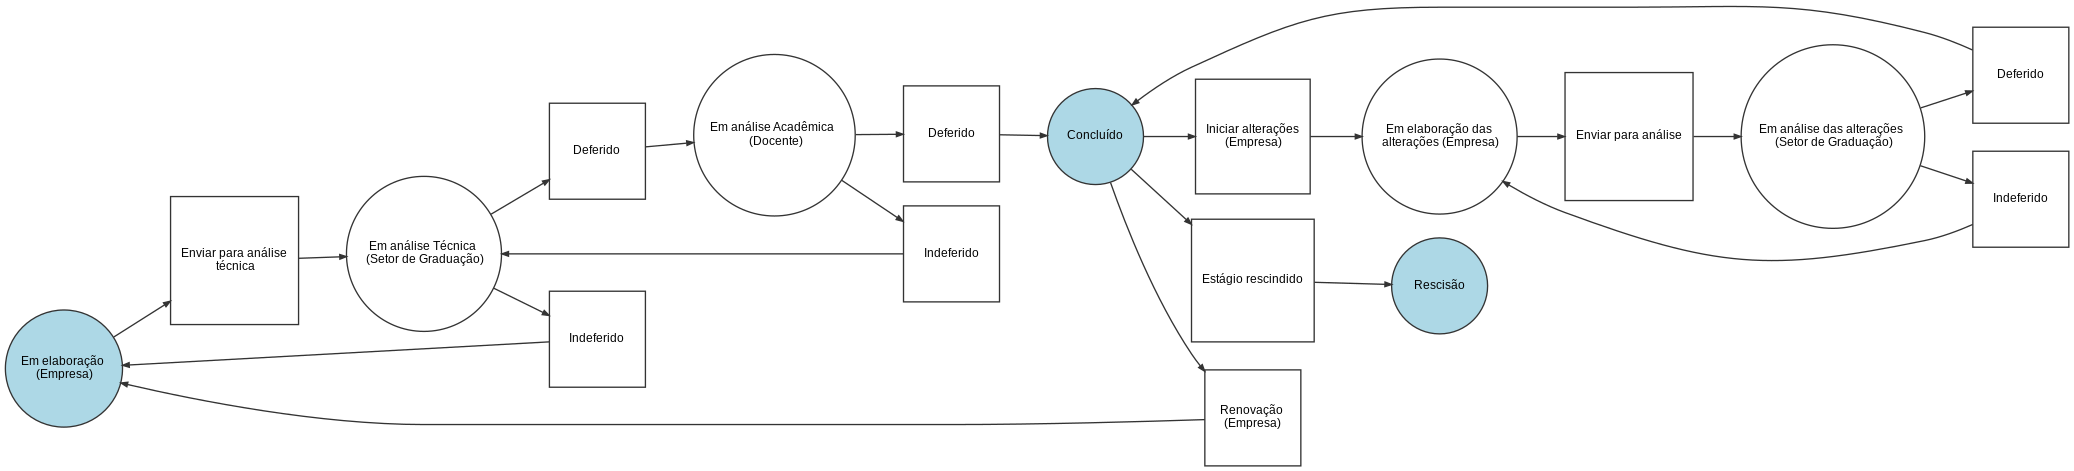 Em elaboração
(Empresa)
Enviar para análise
técnica
Em análise Técnica
(Setor de Graduação)
Deferido
Indeferido
Em análise Acadêmica
(Docente)
Deferido
Indeferido
Concluído
Iniciar alterações
(Empresa)
Estágio rescindido
Renovação
(Empresa)
Em elaboração das
alterações (Empresa)
Rescisão
Enviar para análise
Em análise das alterações
(Setor de Graduação)
Deferido
Indeferido